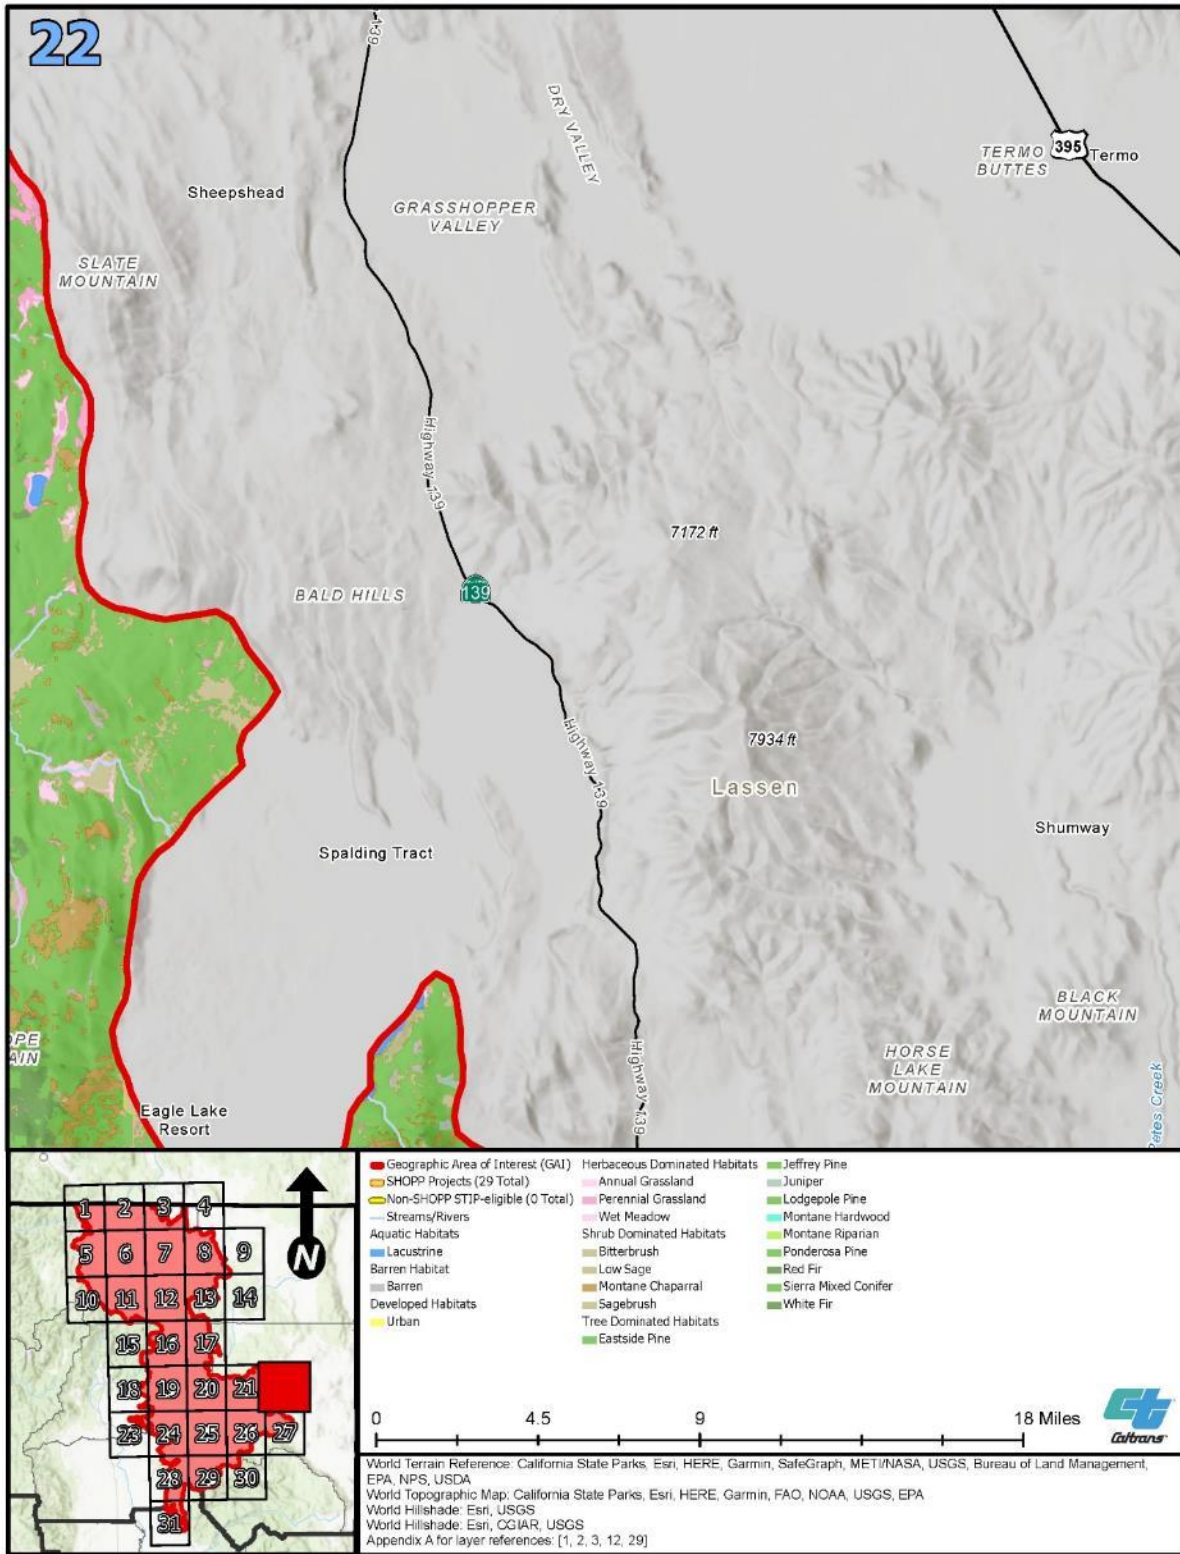 22
139
DRY VALLEY
395
Termo
TERMO
BUTTES
Sheepshead
GRASSHOPPER
VALLEY
SLATE
MOUNTAIN
Highway 139
7172 ft
BALD HILLS
139
Highway 139
7934 ft
Lassen
Shumway
Spalding Tract
BLACK
MOUNTAIN
OPE
AIN
HORSE
LAKE
MOUNTAIN
Highway 139
Petes Creek
Eagle Lake
Resort
1 2 3 4
5 6 7 8 9
10 11 12 13 14
15 16 17
18 19 20 21
23 24 25 26 27
28 29 30
31
N
Geographic Area of Interest (GAI)
SHOPP Projects (29 Total)
Non-SHOPP STIP-eligible (0 Total)
Streams/Rivers
Aquatic Habitats
Lacustrine
Barren Habitat
Barren
Developed Habitats
Urban
Herbaceous Dominated Habitats
Annual Grassland
Perennial Grassland
Wet Meadow
Shrub Dominated Habitats
Bitterbrush
Low Sage
Montane Chaparral
Sagebrush
Tree Dominated Habitats
Eastside Pine
Jeffrey Pine
Juniper
Lodgepole Pine
Montane Hardwood
Montane Riparian
Ponderosa Pine
Red Fir
Sierra Mixed Conifer
White Fir
0 4.5 9 18 Miles
Caltrans
World Terrain Reference: California State Parks, Esri, HERE, Garmin, SafeGraph, METI/NASA, USGS, Bureau of Land Management,
EPA, NPS, USDA
World Topographic Map: California State Parks, Esri, HERE, Garmin, FAO, NOAA, USGS, EPA
World Hillshade: Esri, USGS
World Hillshade: Esri, CGIAR, USGS
Appendix A for layer references: [1, 2, 3, 12, 29]